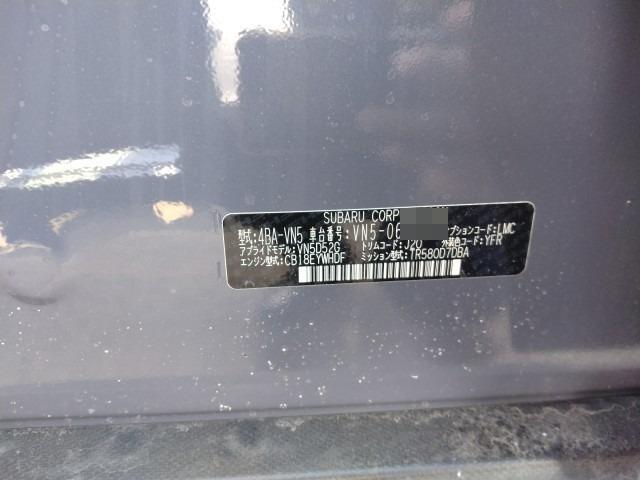 SUBARU CORP
型式:4BA-VN5 車台番号:VN5-06 プションコード:LMC
アプライドモデル:VN5D52G トリムコード:J20 外装色コード:YFR
エンジン型式:CB18EYWHDF ミッション型式:TR580D7DBA